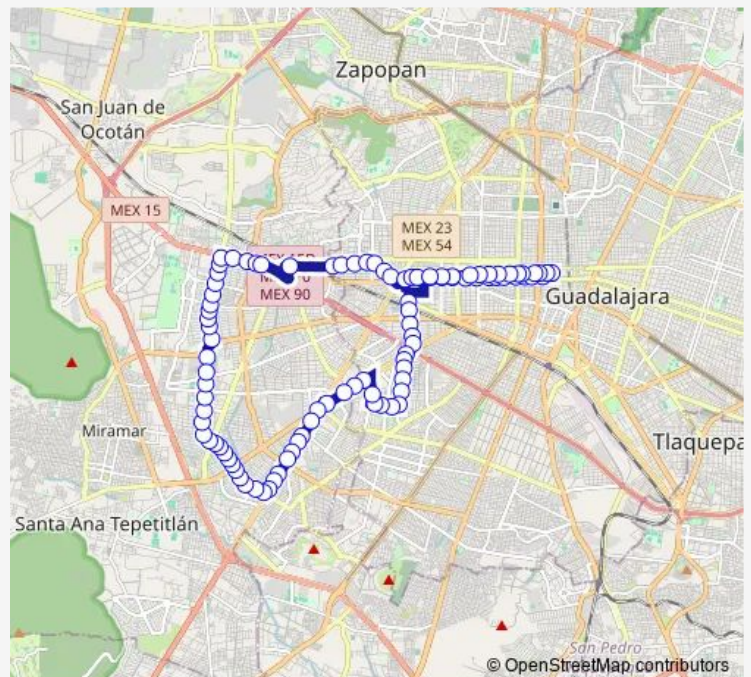 Zapopan
San Juan de
Ocotán
MEX 15
MEX 23
MEX 54
MEX 90
Guadalajara
Miramar
Tlaquepa
Santa Ana Tepetitlán
San Pedro
© OpenStreetMap contributors